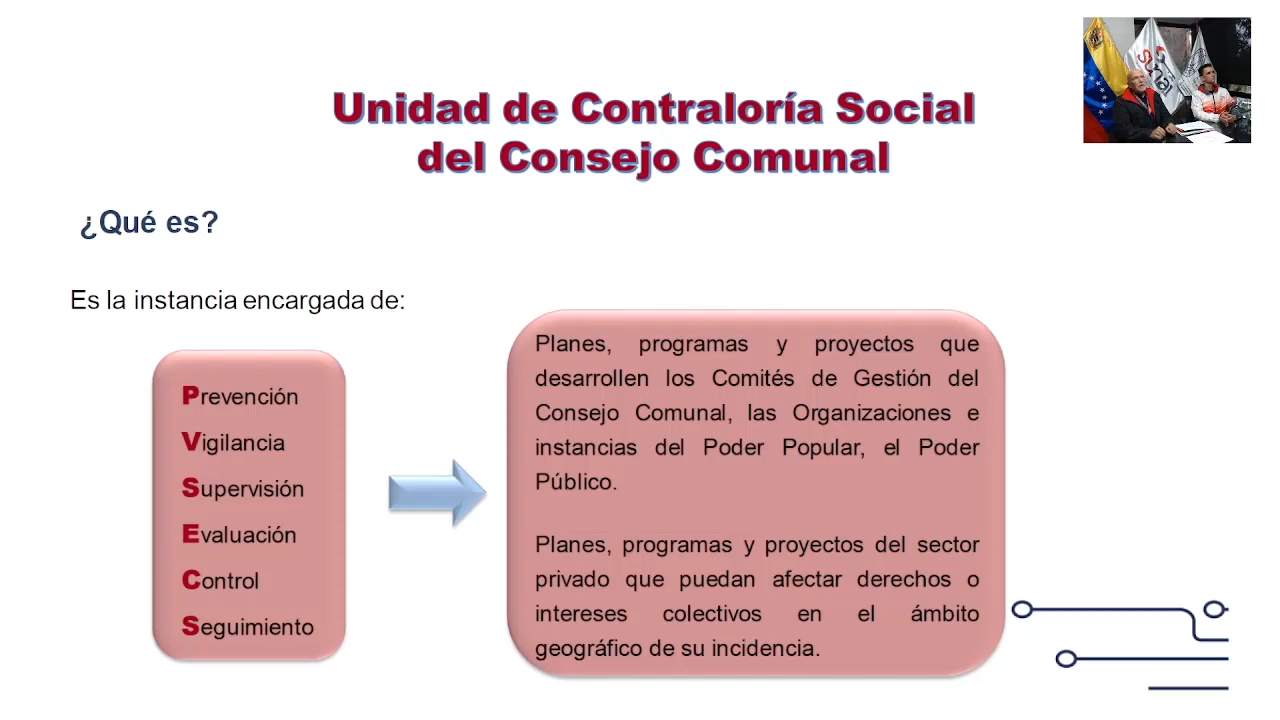 Unidad de Contraloría Social
del Consejo Comunal
¿Qué es?
Es la instancia encargada de:
Prevención
Vigilancia
Supervisión
Evaluación
Control
Seguimiento
Planes, programas y proyectos que
desarrollen los Comités de Gestión del
Consejo Comunal, las Organizaciones e
instancias del Poder Popular, el Poder
Público.
Planes, programas y proyectos del sector
privado que puedan afectar derechos o
intereses colectivos en el ámbito
geográfico de su incidencia.